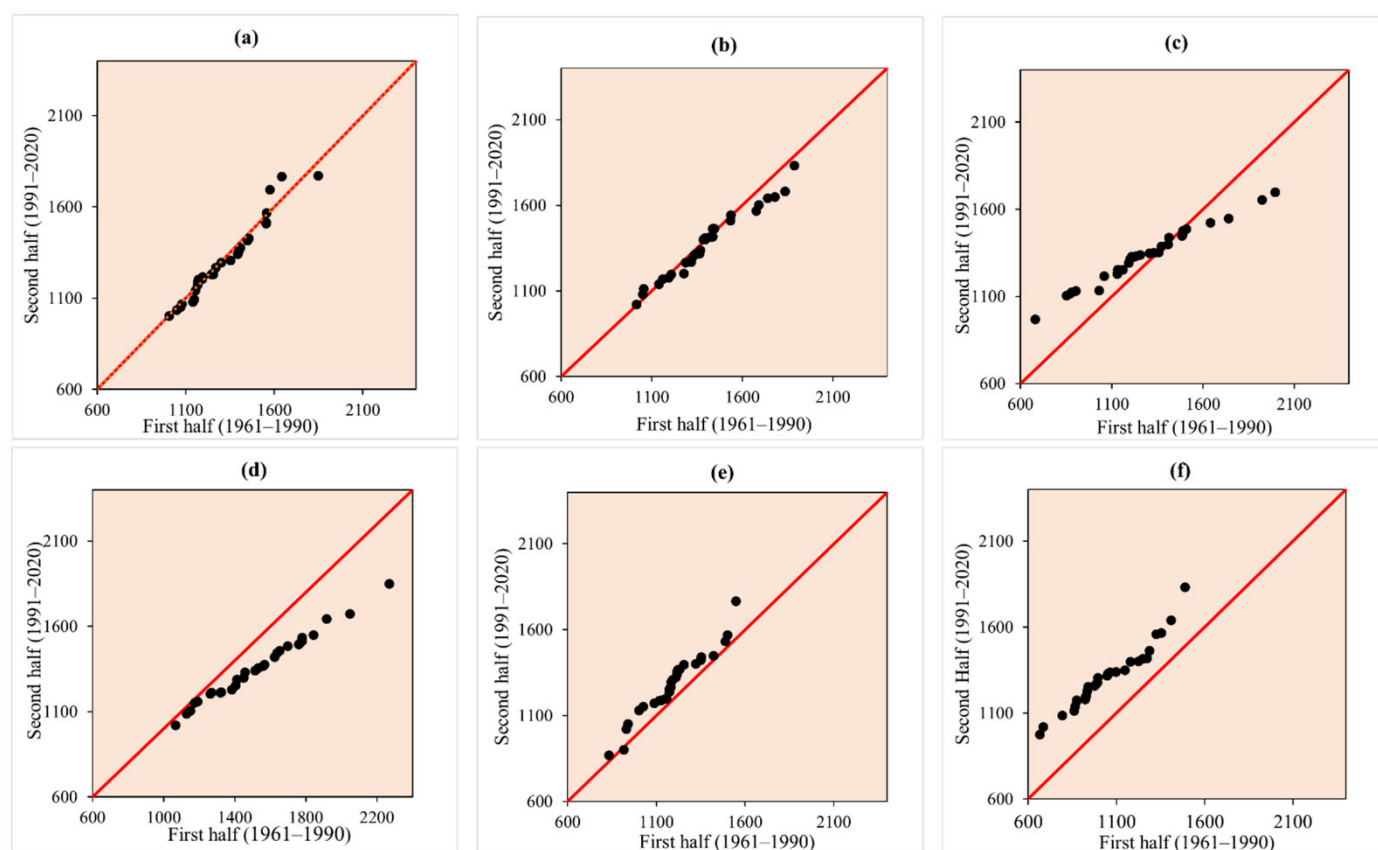 (a)
2100
1600
1100
600
Second half (1991–2020)
600 1100 1600 2100
First half (1961–1990)
(b)
2100
1600
1100
600
Second half (1991–2020)
600 1100 1600 2100
First half (1961–1990)
(c)
2100
1600
1100
600
Second half (1991–2020)
600 1100 1600 2100
First half (1961–1990)
(d)
2100
1600
1100
600
Second half (1991–2020)
600 1000 1400 1800 2200
First half (1961–1990)
(e)
2100
1600
1100
600
Second half (1991–2020)
600 1100 1600 2100
First half (1961–1990)
(f)
2100
1600
1100
600
Second Half (1991–2020)
600 1100 1600 2100
First half (1961–1990)